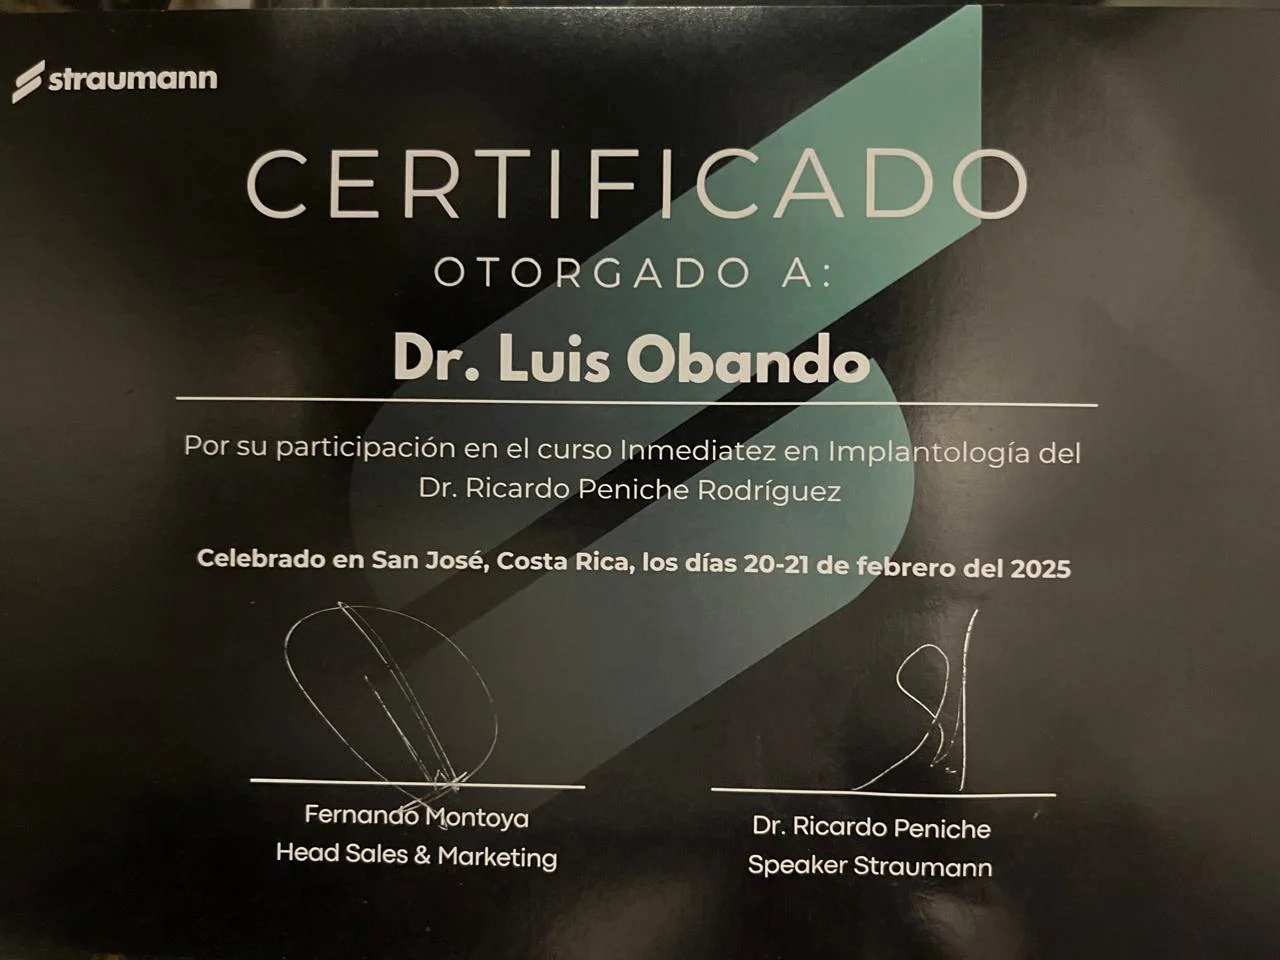 straumann
CERTIFICADO
OTORGADO A:
Dr. Luis Obando
Por su participación en el curso Inmediatez en Implantología del
Dr. Ricardo Peniche Rodríguez
Celebrado en San José, Costa Rica, los días 20-21 de febrero del 2025
Fernando Montoya
Head Sales & Marketing
Dr. Ricardo Peniche
Speaker Straumann